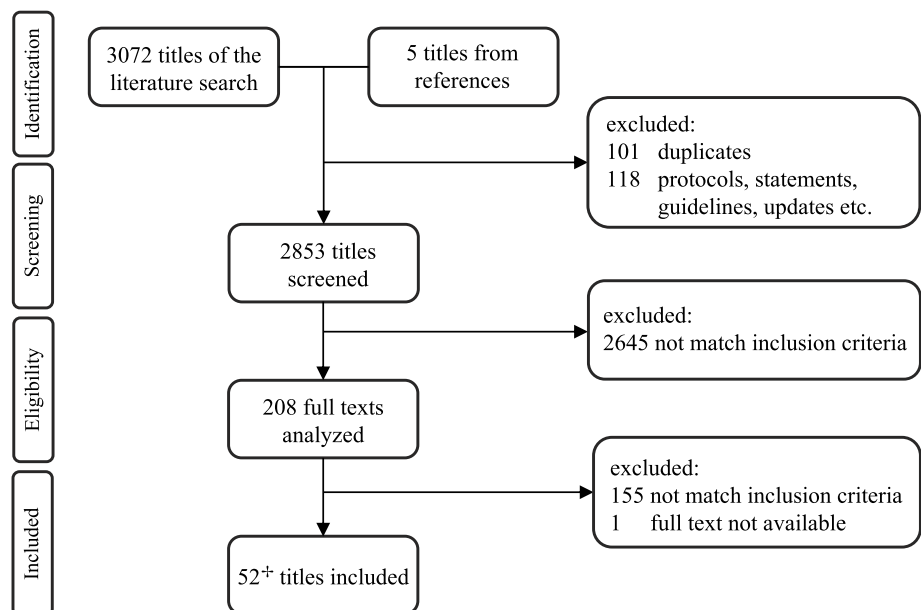 Identification
3072 titles of the
literature search
5 titles from
references
excluded:
101 duplicates
118 protocols, statements,
guidelines, updates etc.
Screening
2853 titles
screened
excluded:
2645 not match inclusion criteria
Eligibility
208 full texts
analyzed
excluded:
155 not match inclusion criteria
1 full text not available
Included
52‡ titles included